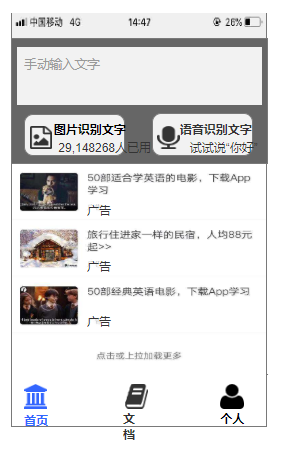 中国移动 4G 14:47 26%
手动输入文字
图片识别文字 语音识别文字
29,148268人已用 试试说“你好”
50部适合学英语的电影，下载App
学习
广告
旅行住进家一样的民宿，人均88元
起>>
广告
50部经典英语电影，下载App学习
广告
点击或上拉加载更多
首页 文 个人
档